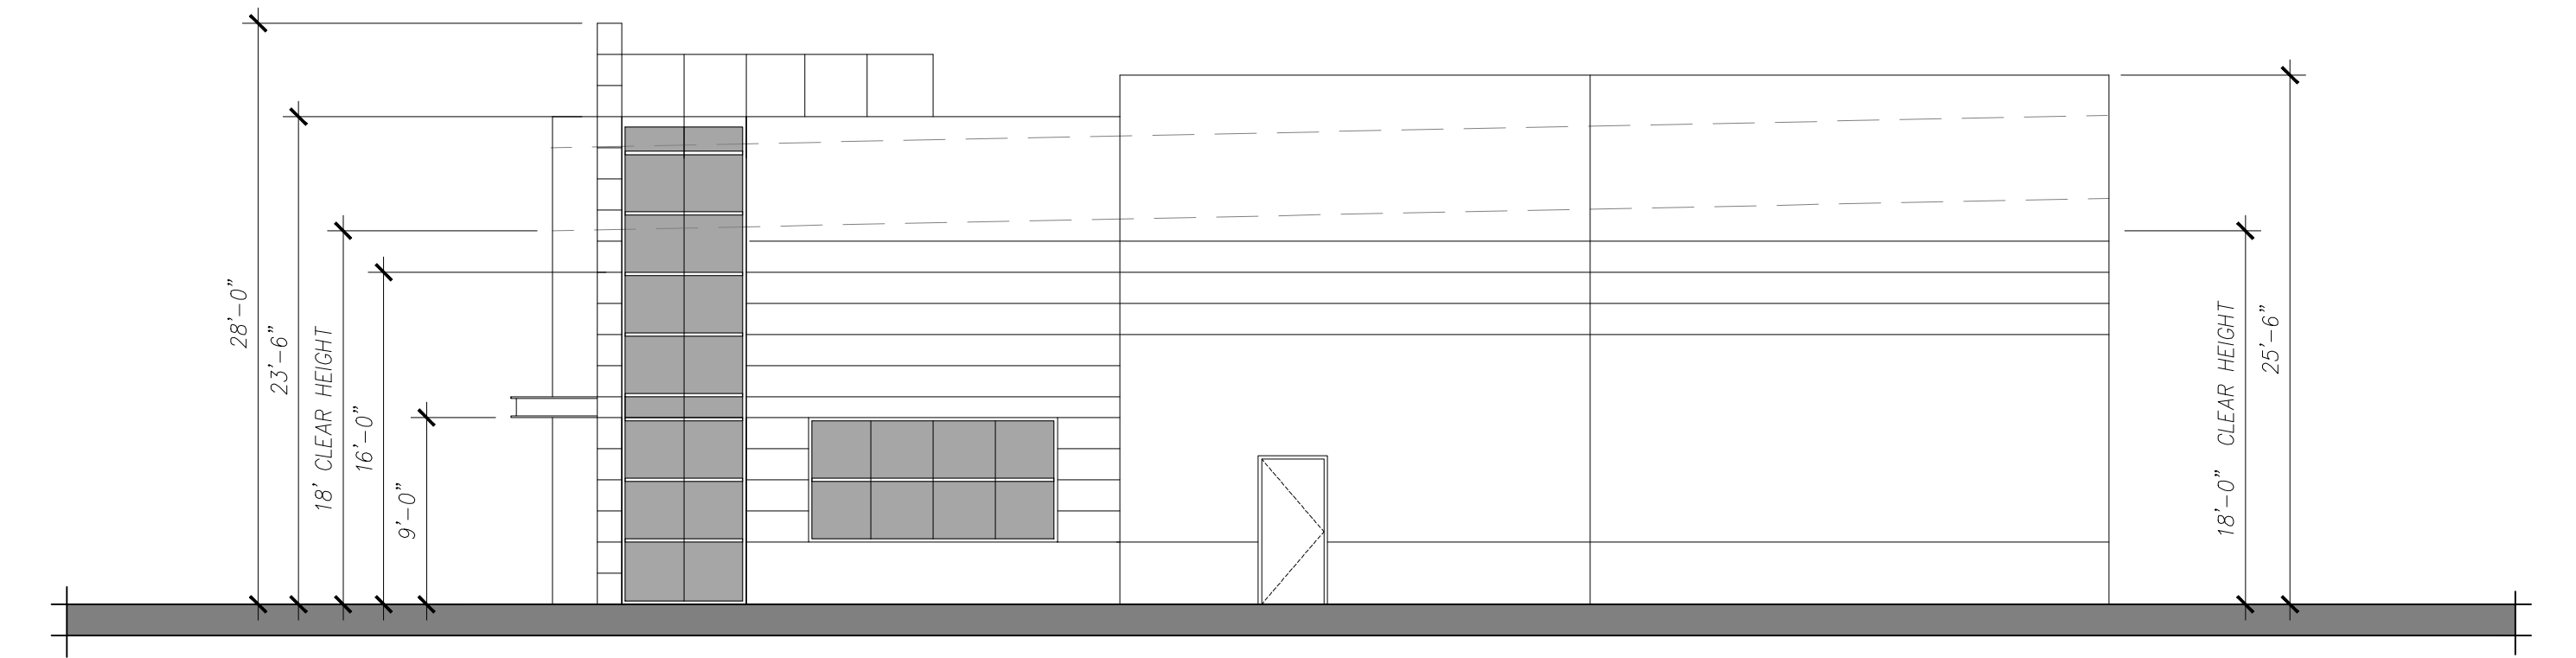 28'-0"
23'-6"
18' CLEAR HEIGHT
16'-0"
9'-0"
18'-0" CLEAR HEIGHT
25'-6"